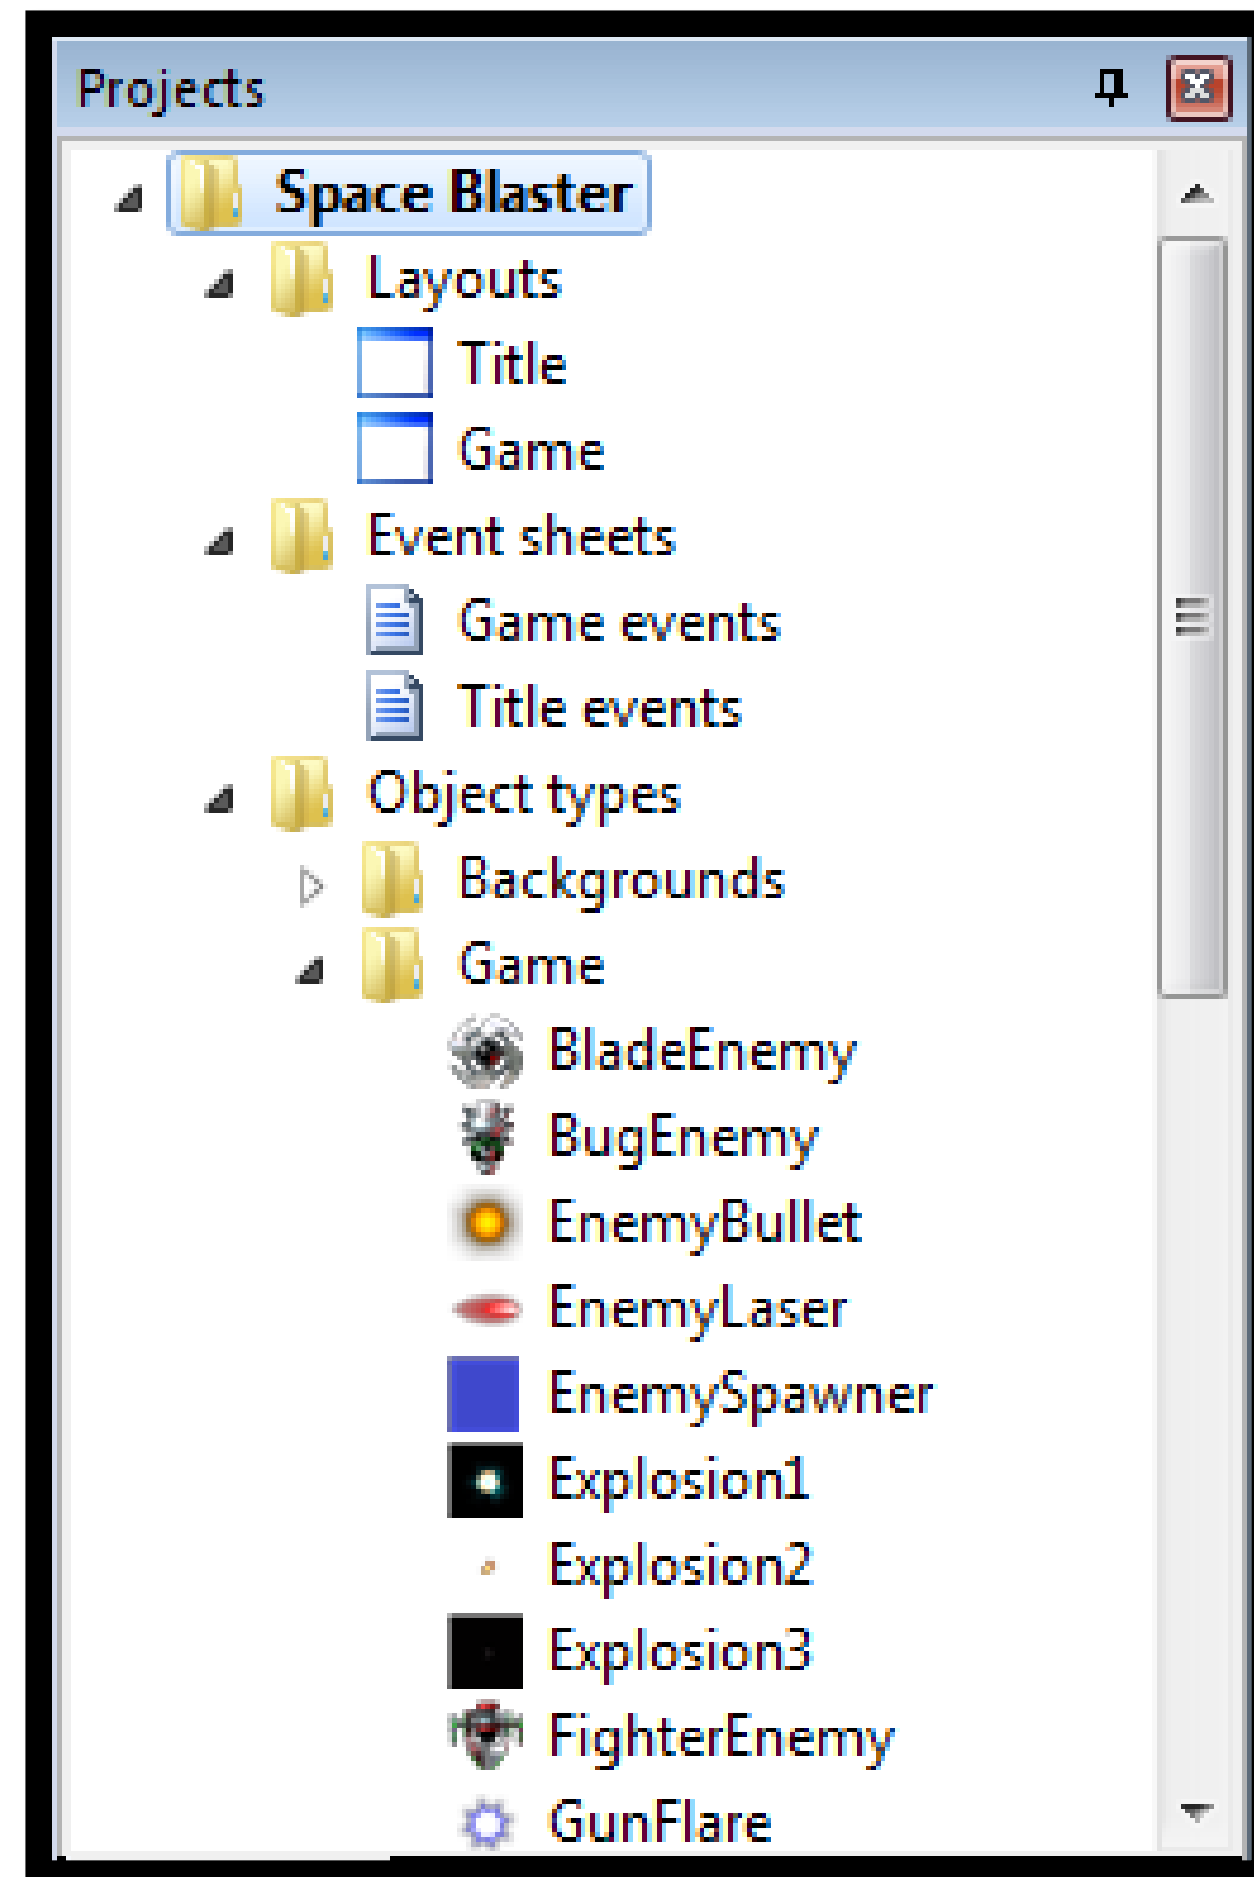 Projects
Space Blaster
Layouts
Title
Game
Event sheets
Game events
Title events
Object types
Backgrounds
Game
BladeEnemy
BugEnemy
EnemyBullet
EnemyLaser
EnemySpawner
Explosion1
Explosion2
Explosion3
FighterEnemy
GunFlare